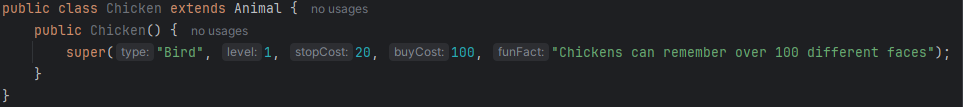 public class Chicken extends Animal { no usages
public Chicken() { no usages
super( type: "Bird", level: 1, stopCost: 20, buyCost: 100, funFact: "Chickens can remember over 100 different faces");
}
}